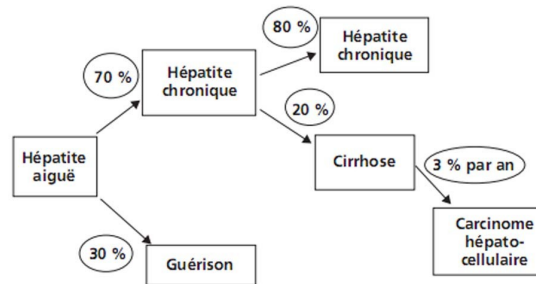 80 %
Hépatite
chronique
Hépatite
chronique
70 %
20 %
Hépatite
aiguë
Cirrhose
3 % par an
30 %
Guérison
Carcinome
hépato-
cellulaire